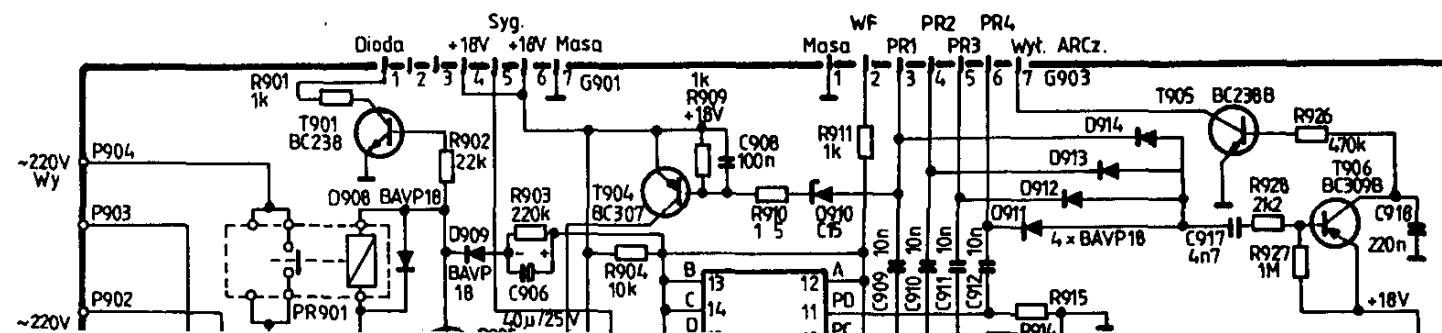 Syg.
WF PR2 PR4
Dioda +18V +18V Masa
Masa PR1 PR3 Wył. ARCz.
1 2 3 4 5 6 7 G901
1 2 3 4 5 6 7 G903
R901
1k
T901
BC238
R902
22k
1k
R909
+18V
C908
100n
R911
1k
D914
D913
D912
D911
4 x BAVP18
T905 BC238B
R926
470k
T906
BC309B
R928
2k2
C918
220n
~220V
Wy
P904
P903
P902
~220V
D908 BAVP18
PR901
D909
BAVP
18
R903
220k
- +
C906
40µ/25V
T904
BC307
R904
10k
R910
1 5
D910
C15
10n 10n 10n 10n
C909 C910 C911 C912
C917
4n7
R927
1M
+18V
B 13
C 14
D
12 A
11 PD
PC
R915
R914